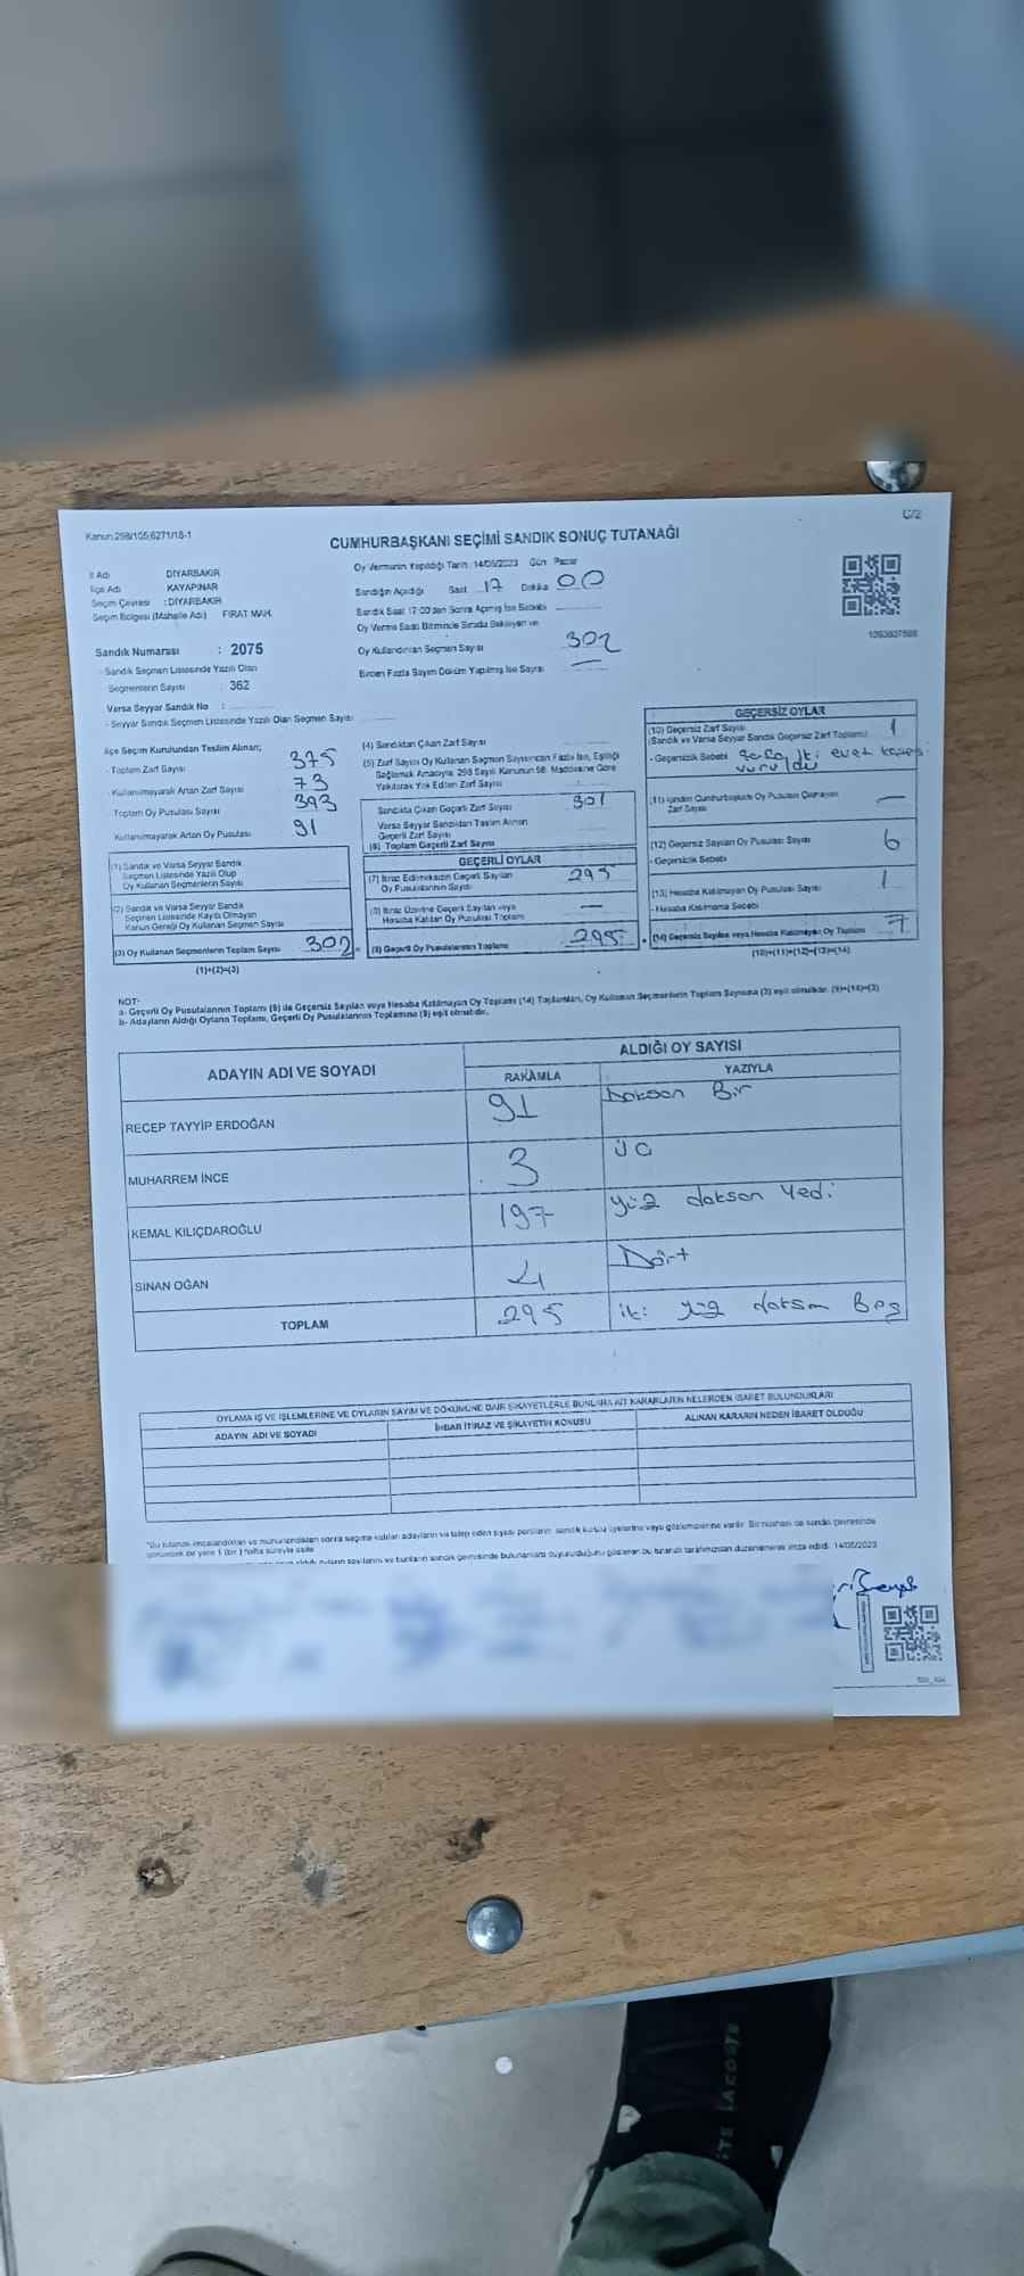 Kanun:298/105;6271/18-1
C/2
CUMHURBAŞKANI SEÇİMİ SANDIK SONUÇ TUTANAĞI
İl Adı DİYARBAKIR
İlçe Adı KAYAPINAR
Seçim Çevresi : DİYARBAKIR
Seçim Bölgesi (Mahalle Adı) FIRAT MAH.
Oy Vermenin Yapıldığı Tarih : 14/05/2023 Gün Pazar
Sandığın Açıldığı Saat 17 Dakika 00
Sandık Saat 17:00'den Sonra Açılmış İse Sebebi
Oy Verme Saati Bitiminde Sırada Bekleyen ve
Oy Kullandırılan Seçmen Sayısı 302
Birden Fazla Sayım Döküm Yapılmış İse Sayısı —
Sandık Numarası : 2075
Sandık Seçmen Listesinde Yazılı Olan
Seçmenlerin Sayısı : 362
Varsa Seyyar Sandık No :
- Seyyar Sandık Seçmen Listesinde Yazılı Olan Seçmen Sayısı
İlçe Seçim Kurulundan Teslim Alınan;
- Toplam Zarf Sayısı 375
- Kullanılmayarak Artan Zarf Sayısı 73
Toplam Oy Pusulası Sayısı 393
Kullanılmayarak Artan Oy Pusulası 91
(1) Sandık ve Varsa Seyyar Sandık
Seçmen Listesinde Yazılı Olup
Oy Kullanan Seçmenlerin Sayısı
(2) Sandık ve Varsa Seyyar Sandık
Seçmen Listesinde Kayıtlı Olmayan
Kanun Gereği Oy Kullanan Seçmen Sayısı
(3) Oy Kullanan Seçmenlerin Toplam Sayısı 302
(1)+(2)=(3)
(4) Sandıktan Çıkan Zarf Sayısı
(5) Zarf Sayısı Oy Kullanan Seçmen Sayısından Fazla İse, Eşitliği
Sağlamak Amacıyla, 298 Sayılı Kanunun 98. Maddesine Göre
Yakılarak Yok Edilen Zarf Sayısı
Sandıkta Çıkan Geçerli Zarf Sayısı 301
Varsa Seyyar Sandıktan Teslim Alınan
Geçerli Zarf Sayısı
(6) Toplam Geçerli Zarf Sayısı
GEÇERLİ OYLAR
(7) İtiraz Edilmeksizin Geçerli Sayılan
Oy Pusulalarının Sayısı 295
(8) İtiraz Üzerine Geçerli Sayılan veya
Hesaba Katılan Oy Pusulası Toplamı —
(9) Geçerli Oy Pusulalarının Toplamı 295
GEÇERSİZ OYLAR
(10) Geçersiz Zarf Sayısı
(Sandık ve Varsa Seyyar Sandık Geçersiz Zarf Toplamı) 1
- Geçersizlik Sebebi evet
vuruldu
(11) İçinden Cumhurbaşkanı Oy Pusulası Çıkmayan
Zarf Sayısı —
(12) Geçersiz Sayılan Oy Pusulası Sayısı 6
- Geçersizlik Sebebi
(13) Hesaba Katılmayan Oy Pusulası Sayısı 1
- Hesaba Katılmama Sebebi
(14) Geçersiz Sayılan veya Hesaba Katılmayan Oy Toplamı 7
(10)+(11)+(12)+(13)=(14)
NOT:
a- Geçerli Oy Pusulalarının Toplamı (9) ile Geçersiz Sayılan veya Hesaba Katılmayan Oy Toplamı (14) Toplamları, Oy Kullanan Seçmenlerin Toplam Sayısına (3) eşit olmalıdır. (9)+(14)=(3)
b- Adayların Aldığı Oyların Toplamı, Geçerli Oy Pusulalarının Toplamına (9) eşit olmalıdır.
ADAYIN ADI VE SOYADI
ALDIĞI OY SAYISI
RAKAMLA YAZIYLA
RECEP TAYYİP ERDOĞAN 91 Doksan Bir
MUHARREM İNCE 3 Üç
KEMAL KILIÇDAROĞLU 197 Yüz doksan Yedi
SİNAN OĞAN 4 Dört
TOPLAM 295 iki yüz doksan Beş
OYLAMA İŞ VE İŞLEMLERİNE VE OYLARIN SAYIM VE DÖKÜMÜNE DAİR ŞİKAYETLERLE BUNLARA AİT KARARLARIN NELERDEN İBARET BULUNDUKLARI
ADAYIN ADI VE SOYADI İHBAR İTİRAZ VE ŞİKAYETİN KONUSU ALINAN KARARIN NEDEN İBARET OLDUĞU